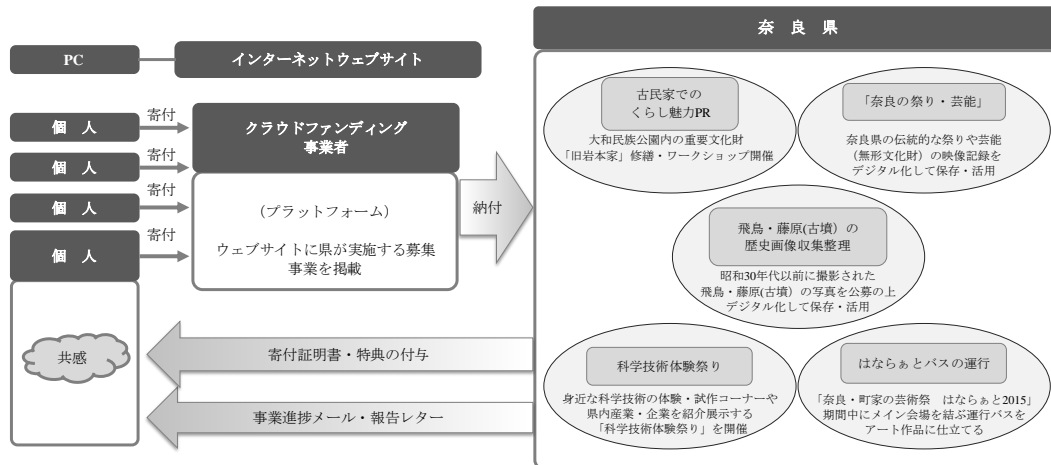 PC
インターネットウェブサイト
個 人
寄付
個 人
寄付
個 人
寄付
個 人
寄付
クラウドファンディング
事業者
（プラットフォーム）
ウェブサイトに県が実施する募集
事業を掲載
納付
共感
寄付証明書・特典の付与
事業進捗メール・報告レター
奈 良 県
古民家での
くらし魅力PR
大和民族公園内の重要文化財
「旧岩本家」修繕・ワークショップ開催
「奈良の祭り・芸能」
奈良県の伝統的な祭りや芸能
（無形文化財）の映像記録を
デジタル化して保存・活用
飛鳥・藤原(古墳）の
歴史画像収集整理
昭和30年代以前に撮影された
飛鳥・藤原(古墳）の写真を公募の上
デジタル化して保存・活用
科学技術体験祭り
身近な科学技術の体験・試作コーナーや
県内産業・企業を紹介展示する
「科学技術体験祭り」を開催
はならぁとバスの運行
「奈良・町家の芸術祭　はならぁと2015」
期間中にメイン会場を結ぶ運行バスを
アート作品に仕立てる